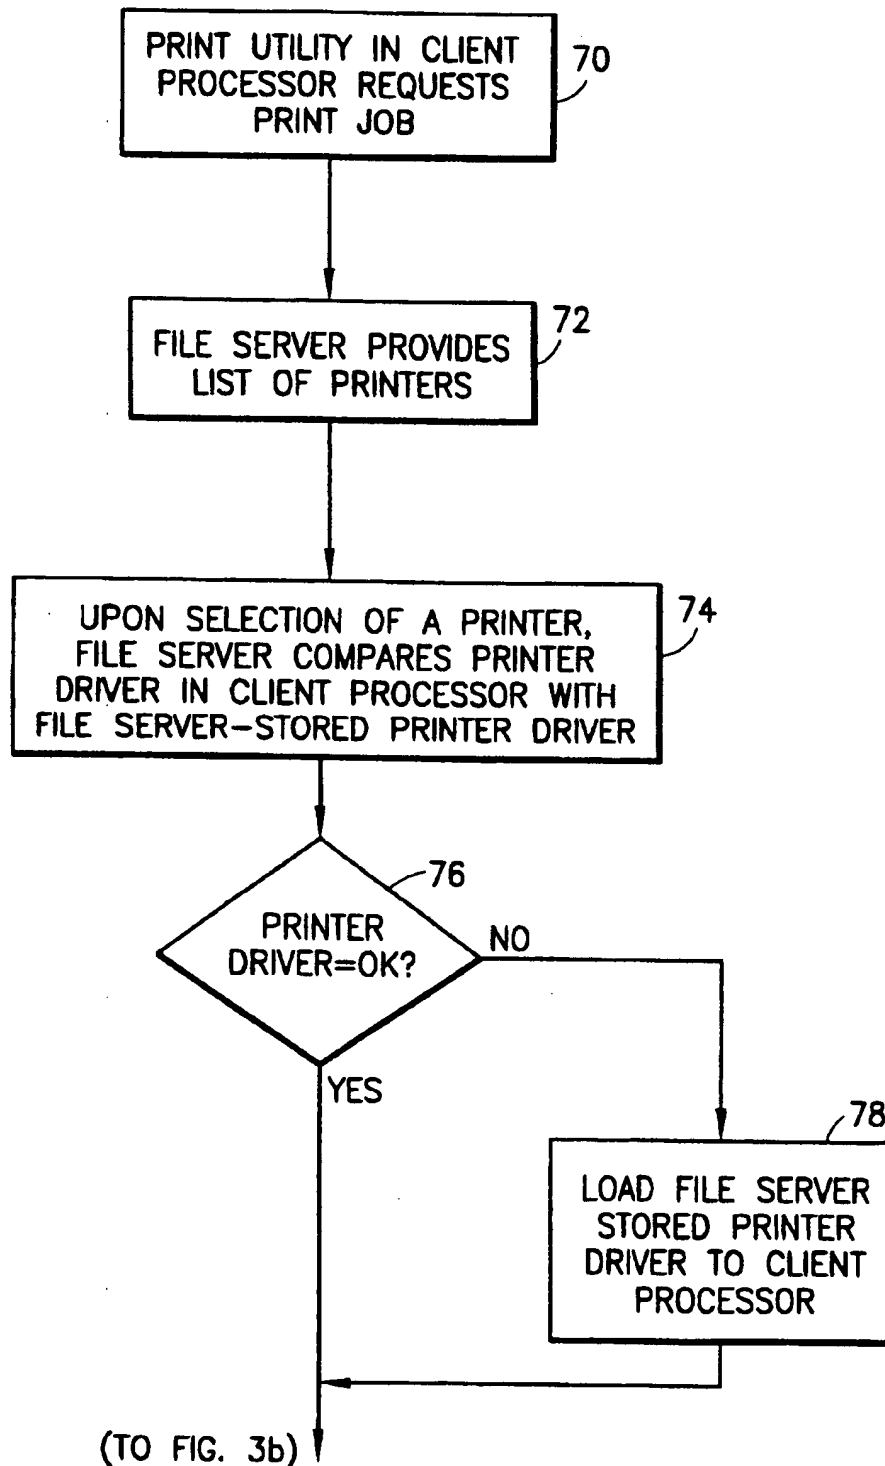 PRINT UTILITY IN CLIENT
PROCESSOR REQUESTS
PRINT JOB
70
FILE SERVER PROVIDES
LIST OF PRINTERS
72
UPON SELECTION OF A PRINTER,
FILE SERVER COMPARES PRINTER
DRIVER IN CLIENT PROCESSOR WITH
FILE SERVER-STORED PRINTER DRIVER
74
PRINTER
DRIVER=OK?
76
NO
YES
78
LOAD FILE SERVER
STORED PRINTER
DRIVER TO CLIENT
PROCESSOR
(TO FIG. 3b)